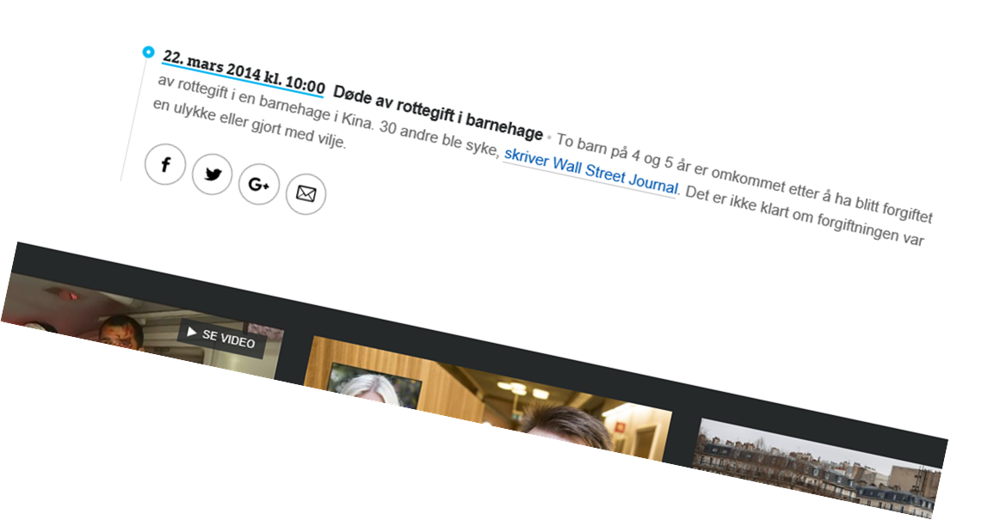 22. mars 2014 kl. 10:00 Døde av rottegift i barnehage • To barn på 4 og 5 år er omkommet etter å ha blitt forgiftet
av rottegift i en barnehage i Kina. 30 andre ble syke, skriver Wall Street Journal. Det er ikke klart om forgiftningen var
en ulykke eller gjort med vilje.
f G+
SE VIDEO